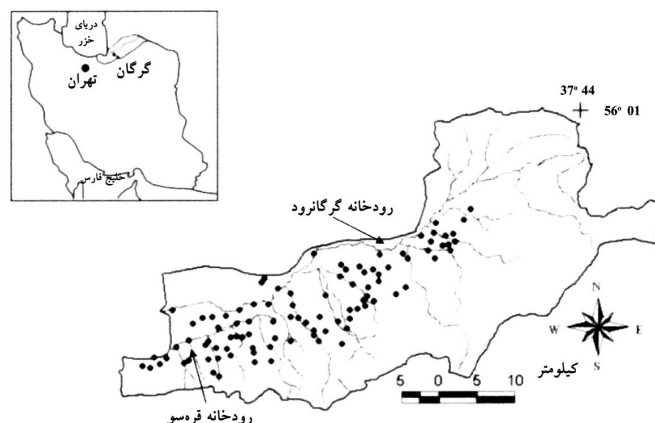 دریای
خزر
گرگان
تهران
خلیج فارس
37° 44
56° 01
رودخانه گرگانرود
N
W E
S
کیلومتر
5 0 5 10
رودخانه قره‌سو